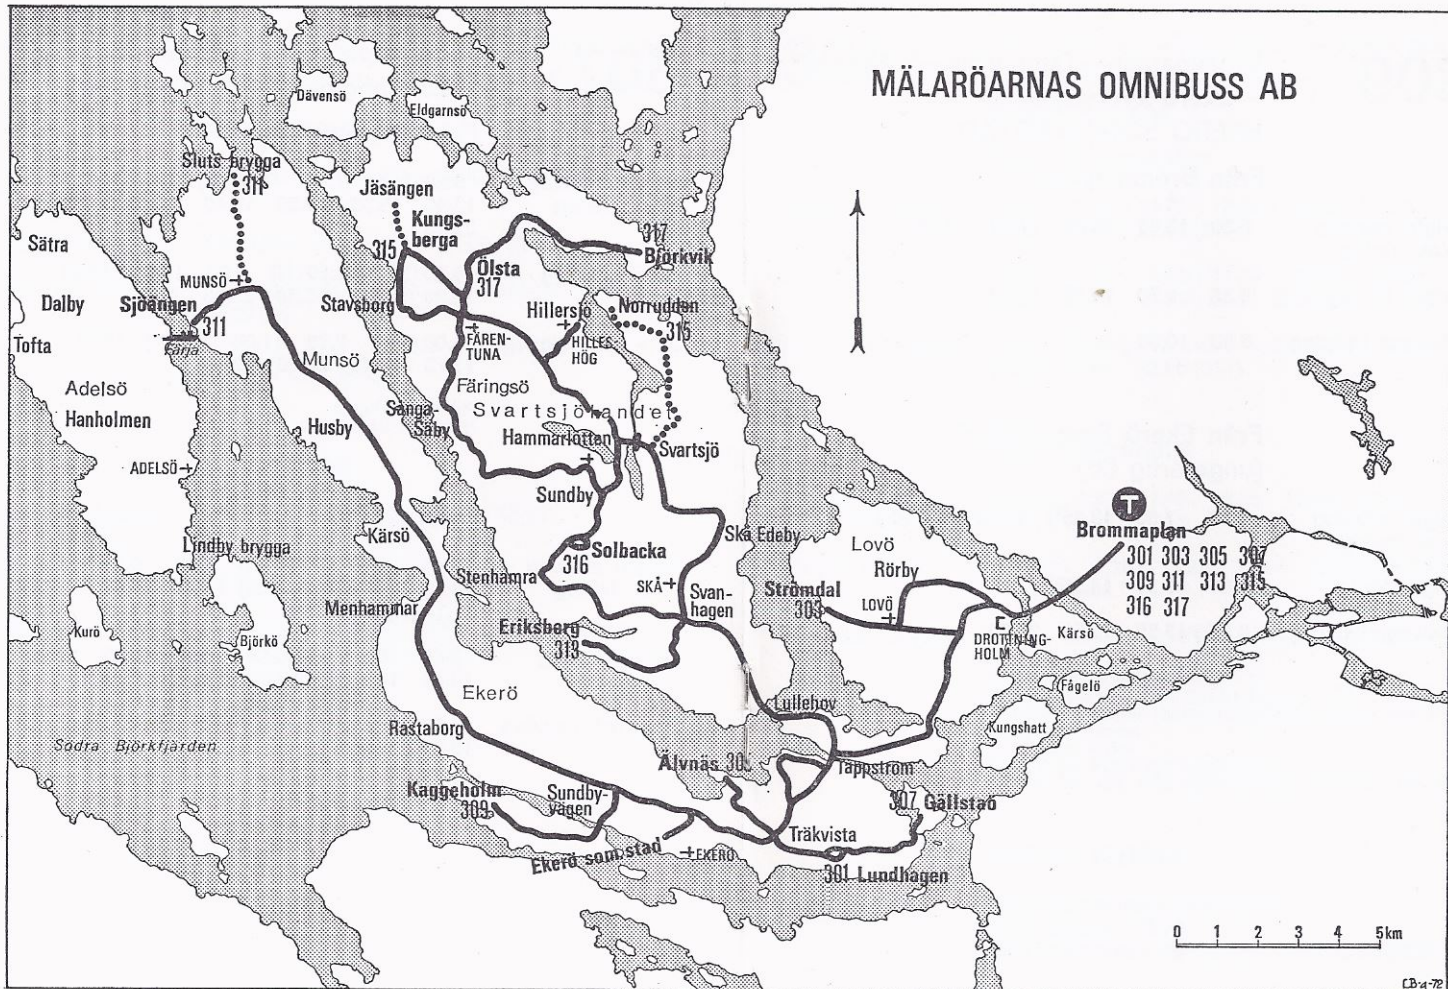 MÄLARÖARNAS OMNIBUSS AB
Dävensö
Eldgarnsö
Sluts brygga
311
Jäsängen
Kungs-
berga
315
317
Björkvik
Ölsta
317
Sätra
MUNSÖ
Sjöängen
311
Färja
Dalby
Tofta
Stavsborg
Hillersjö
Norrudden
315
FÄREN-
TUNA
HILLES
HÖG
Munsö
Adelsö
Hanholmen
Färingsö
Svartsjölandet
Sånga-
Säby
Husby
Hammartoften
Svartsjö
ADELSÖ
Sundby
Kärsö
Skå Edeby
Lindby brygga
Solbacka
316
Stenhamra
SKÅ
Svan-
hagen
Menhammar
Eriksberg
313
Kurö
Björkö
Ekerö
Lovö
Rörby
Strömdal
303
LOVÖ
DROTTNING-
HOLM
T
Brommaplan
301 303 305 307
309 311 313 315
316 317
Kärsö
Fågelö
Kungshatt
Lullehov
Rastaborg
Södra Björkfjärden
Tappström
Älvnäs 305
Kaggeholm
309
Sundby-
vägen
307 Gällstaö
Träkvista
Ekerö som.stad
EKERÖ
301 Lundhagen
0 1 2 3 4 5km